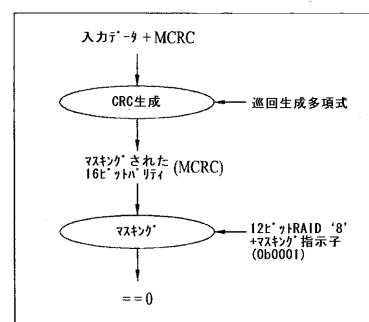 入力ﾃﾞｰﾀ+MCRC
CRC生成
巡回生成多項式
ﾏｽｷﾝｸﾞされた
16ﾋﾞｯﾄﾊﾟﾘﾃｨ (MCRC)
ﾏｽｷﾝｸﾞ
12ﾋﾞｯﾄRAID ‘8’
+ﾏｽｷﾝｸﾞ指示子
(0b0001)
==0